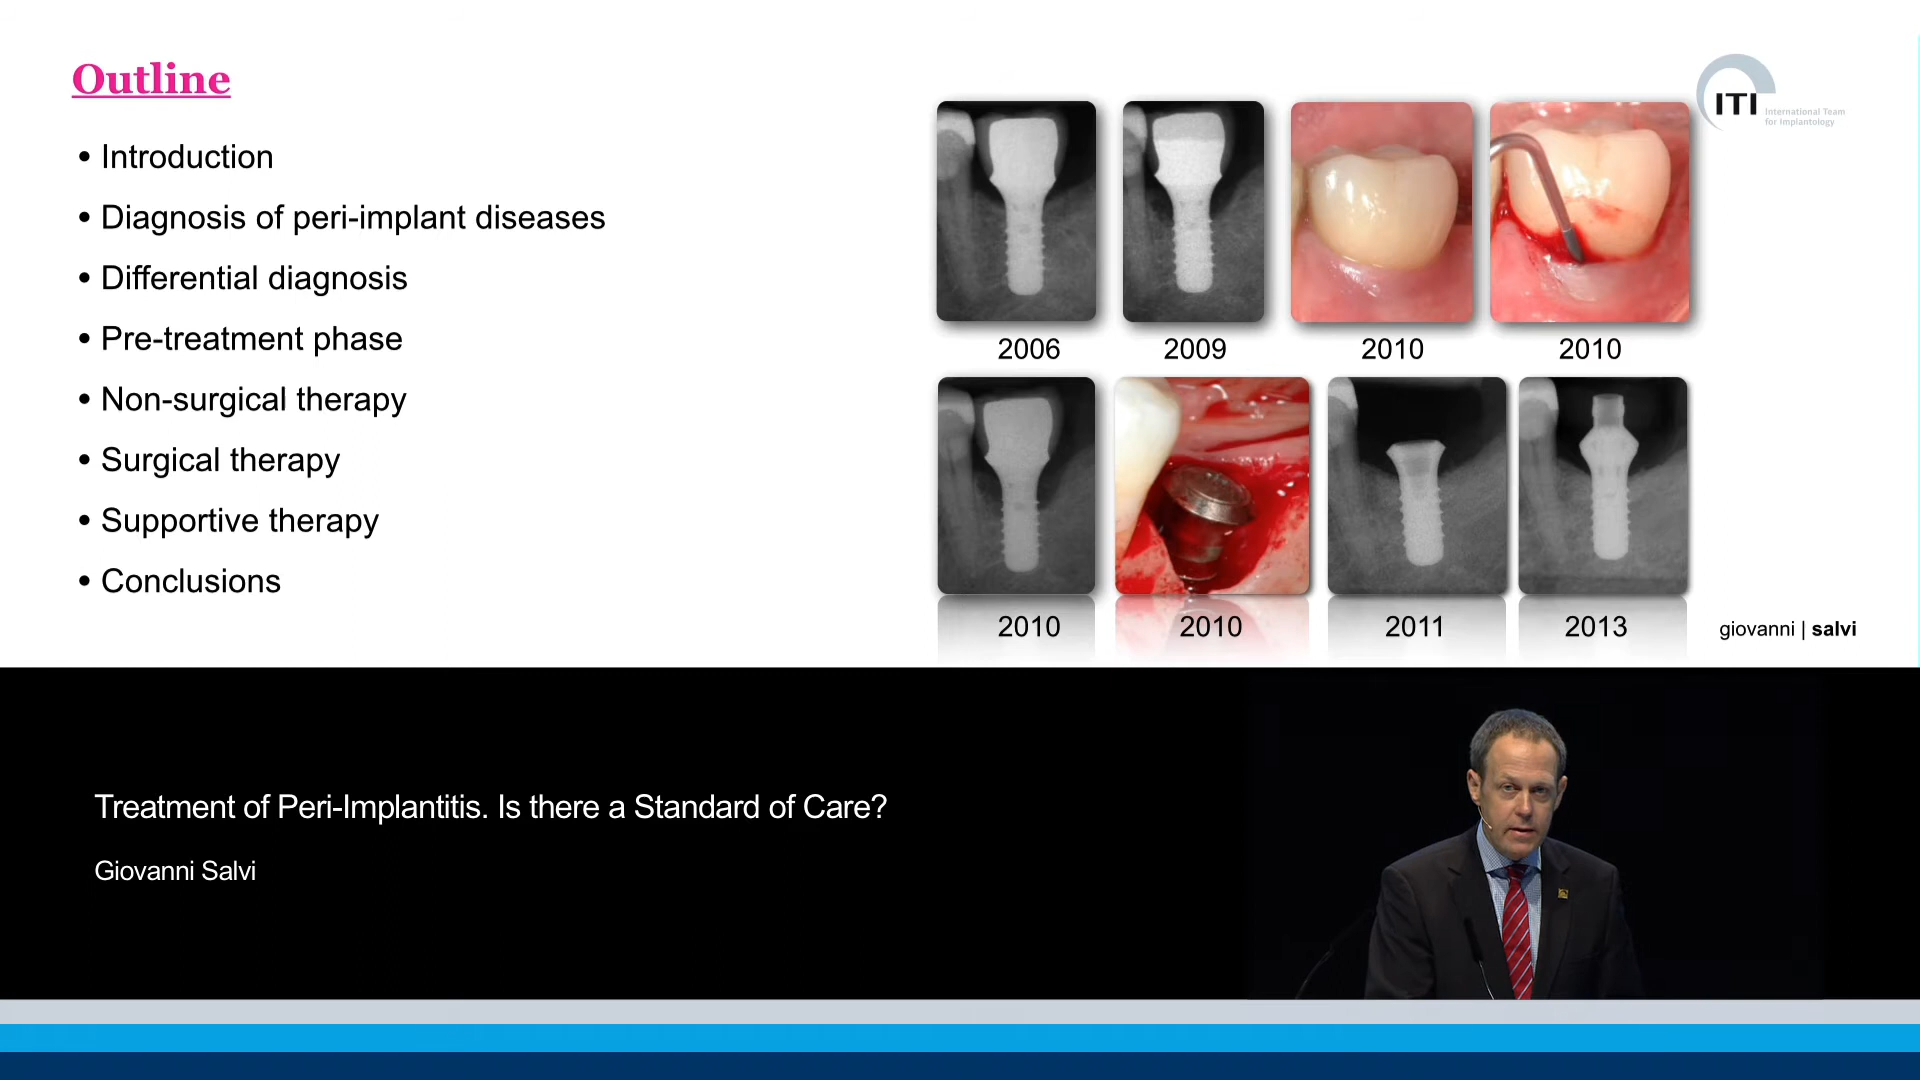 Outline
• Introduction
• Diagnosis of peri-implant diseases
• Differential diagnosis
• Pre-treatment phase
• Non-surgical therapy
• Surgical therapy
• Supportive therapy
• Conclusions
ITI International Team
for Implantology
2006 2009 2010 2010
2010 2010 2011 2013
giovanni | salvi
Treatment of Peri-Implantitis. Is there a Standard of Care?
Giovanni Salvi